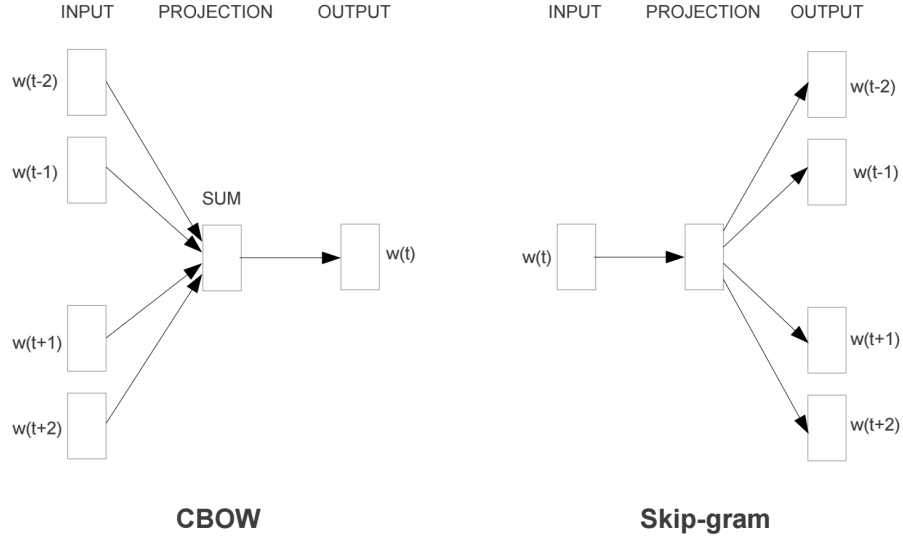 INPUT PROJECTION OUTPUT
w(t-2)
w(t-1)
SUM
w(t)
w(t+1)
w(t+2)
CBOW
INPUT PROJECTION OUTPUT
w(t-2)
w(t-1)
w(t)
w(t+1)
w(t+2)
Skip-gram